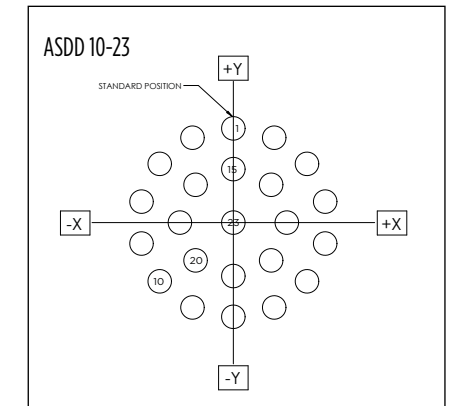 ASDD 10-23
+Y
STANDARD POSITION
1
15
-X
23
+X
20
10
-Y